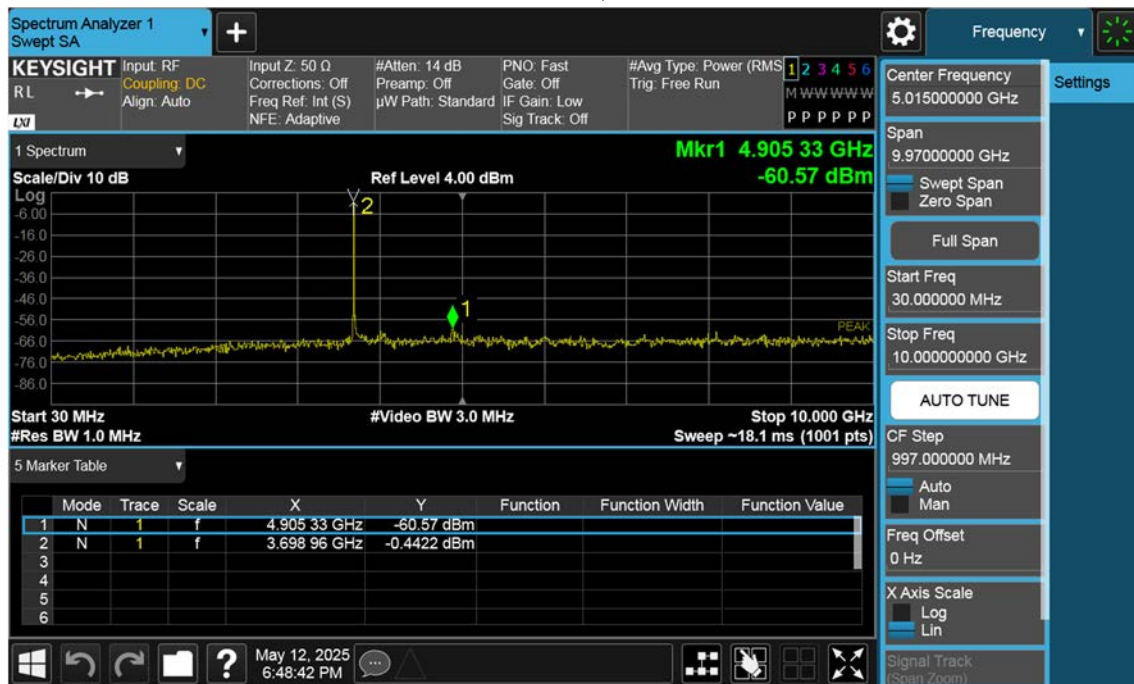 Spectrum Analyzer 1
Swept SA
+
Frequency
KEYSIGHT
RL
LXI
Input: RF
Coupling: DC
Align: Auto
Input Z: 50 Ω
Corrections: Off
Freq Ref: Int (S)
NFE: Adaptive
#Atten: 14 dB
Preamp: Off
µW Path: Standard
PNO: Fast
Gate: Off
IF Gain: Low
Sig Track: Off
#Avg Type: Power (RMS
Trig: Free Run
1 2 3 4 5 6
M W W W W W
P P P P P P
1 Spectrum
Scale/Div 10 dB
Ref Level 4.00 dBm
Mkr1 4.905 33 GHz
-60.57 dBm
Log
-6.00
-16.0
-26.0
-36.0
-46.0
-56.0
-66.0
-76.0
-86.0
2
1
PEAK
Start 30 MHz
#Video BW 3.0 MHz
Stop 10.000 GHz
#Res BW 1.0 MHz
Sweep ~18.1 ms (1001 pts)
5 Marker Table
Mode Trace Scale X Y Function Function Width Function Value
1 N 1 f 4.905 33 GHz -60.57 dBm
2 N 1 f 3.698 96 GHz -0.4422 dBm
3
4
5
6
?
May 12, 2025
6:48:42 PM
Center Frequency
5.015000000 GHz
Span
9.97000000 GHz
Swept Span
Zero Span
Full Span
Start Freq
30.000000 MHz
Stop Freq
10.000000000 GHz
AUTO TUNE
CF Step
997.000000 MHz
Auto
Man
Freq Offset
0 Hz
X Axis Scale
Log
Lin
Signal Track
(Span Zoom)
Settings